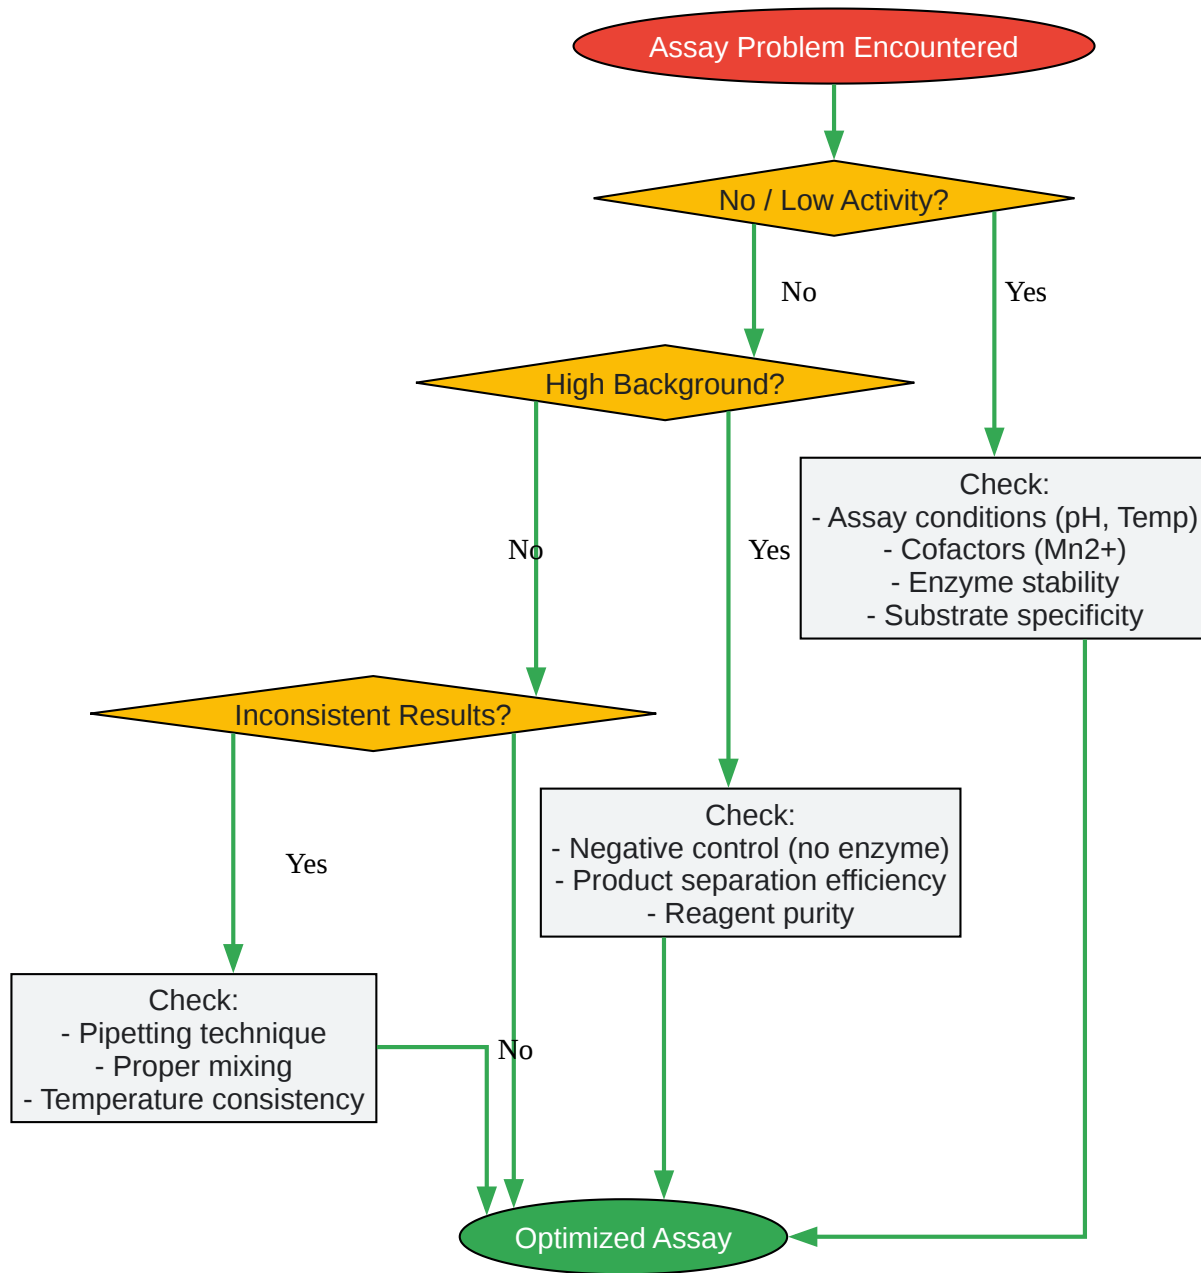 Assay Problem Encountered
No / Low Activity?
No
Yes
High Background?
Check:
- Assay conditions (pH, Temp)
- Cofactors (Mn2+)
- Enzyme stability
- Substrate specificity
No
Yes
Inconsistent Results?
Check:
- Negative control (no enzyme)
- Product separation efficiency
- Reagent purity
Yes
Check:
- Pipetting technique
- Proper mixing
- Temperature consistency
No
Optimized Assay